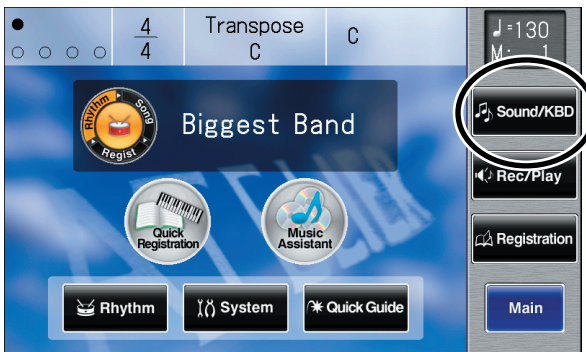 4
4
Transpose
C
C
♩=130
M: 1
Rhythm
Song
Regist
Biggest Band
Sound/KBD
Rec/Play
Quick
Registration
Music
Assistant
Registration
Rhythm
System
Quick Guide
Main
ATELIER